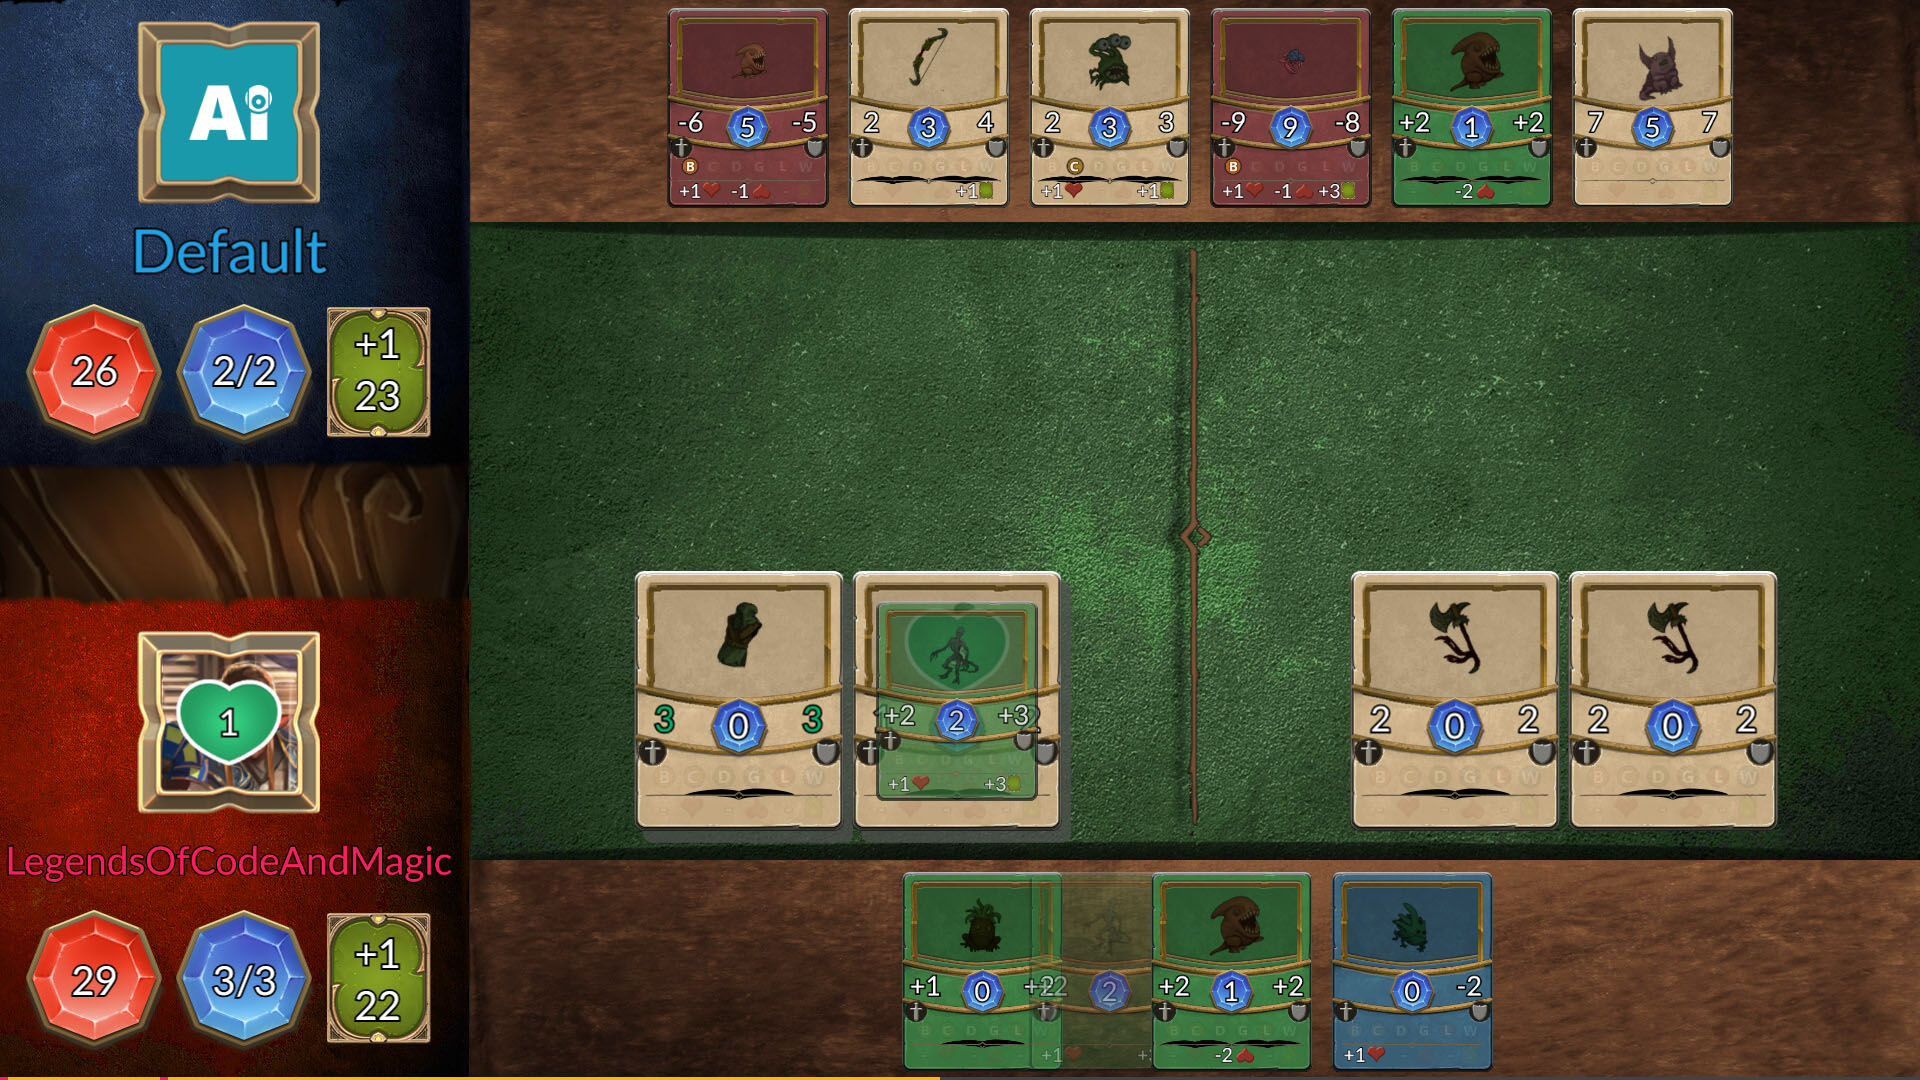 Ai
Default
26
2/2
+1
23
1
LegendsOfCodeAndMagic
29
3/3
+1
22
-6 5 -5
B C D G L W
+1 -1
2 3 4
+1
2 3 3
C
+1 +1
-9 9 -8
B C D G L W
+1 -1 +3
+2 1 +2
-2
7 5 7
3 0 3
B C D G L W
+2 2 +3
+1 +3
2 0 2
B C D G L W
2 0 2
B C D G L W
+1 0
B C D G L
2
+1
+2 1 +2
B C D G L W
-2
0 -2
B C D G L W
+1